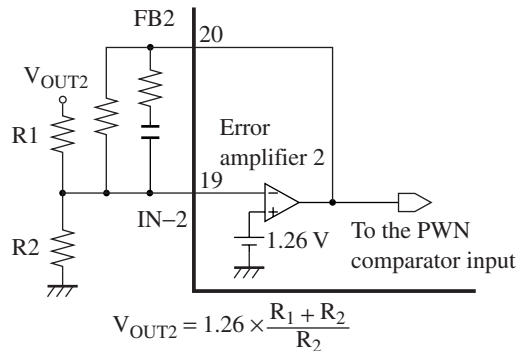 FB2
20
VOUT2
R1
Error
amplifier 2
19
IN−2
R2
1.26 V
To the PWN
comparator input
VOUT2 = 1.26 × R1 + R2 / R2